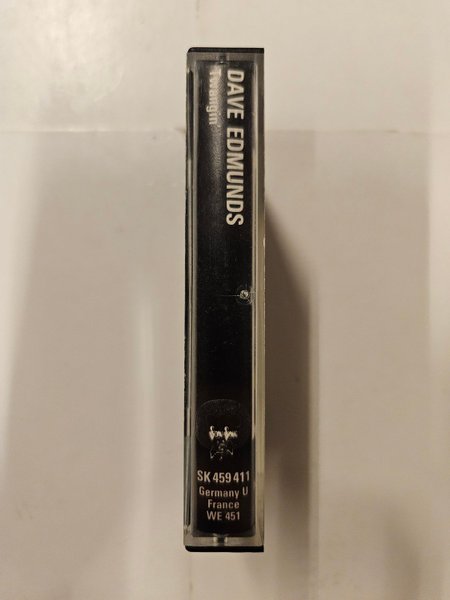 DAVE EDMUNDS
Twangin'
SK 459 411
Germany U
France
WE 451